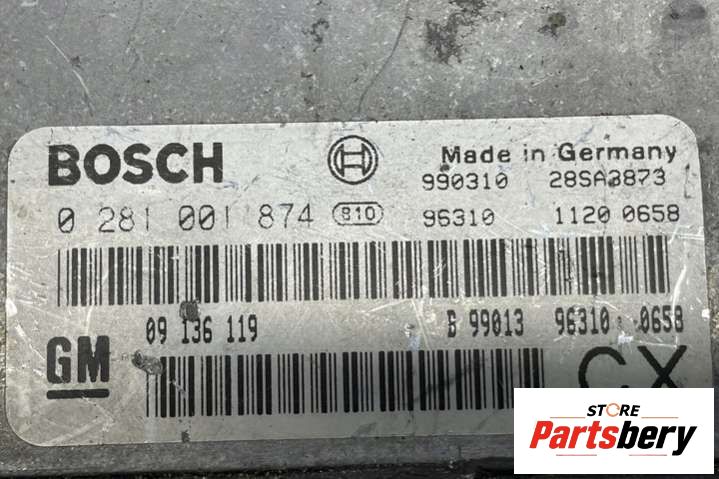 BOSCH Made in Germany
990310 28SA3873
0 281 001 874 810 96310 1120 0658
09 136 119 B 99013 96310 0658
GM CX
STORE
Partsbery